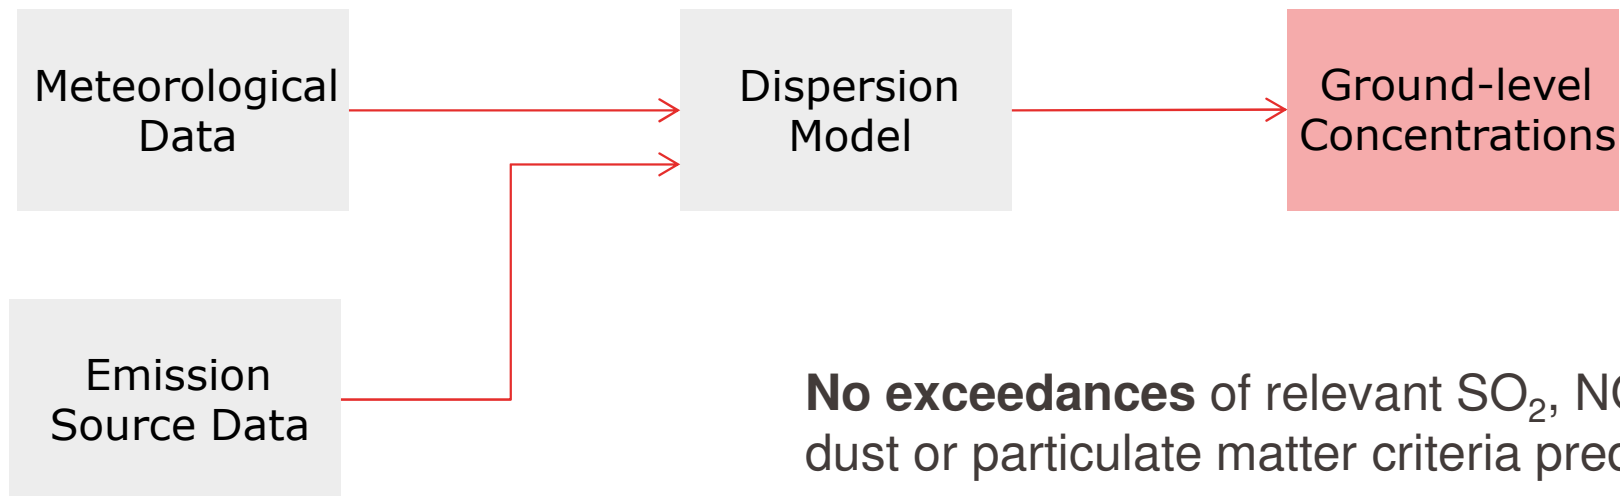 Meteorological
Data
Dispersion
Model
Ground-level
Concentrations
Emission
Source Data
No exceedances of relevant SO₂,
dust or particulate matter criteria